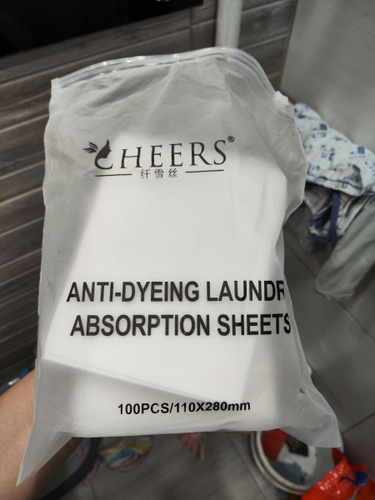 CHEERS®
纤雪丝
ANTI-DYEING LAUNDR
ABSORPTION SHEETS
100PCS/110X280mm